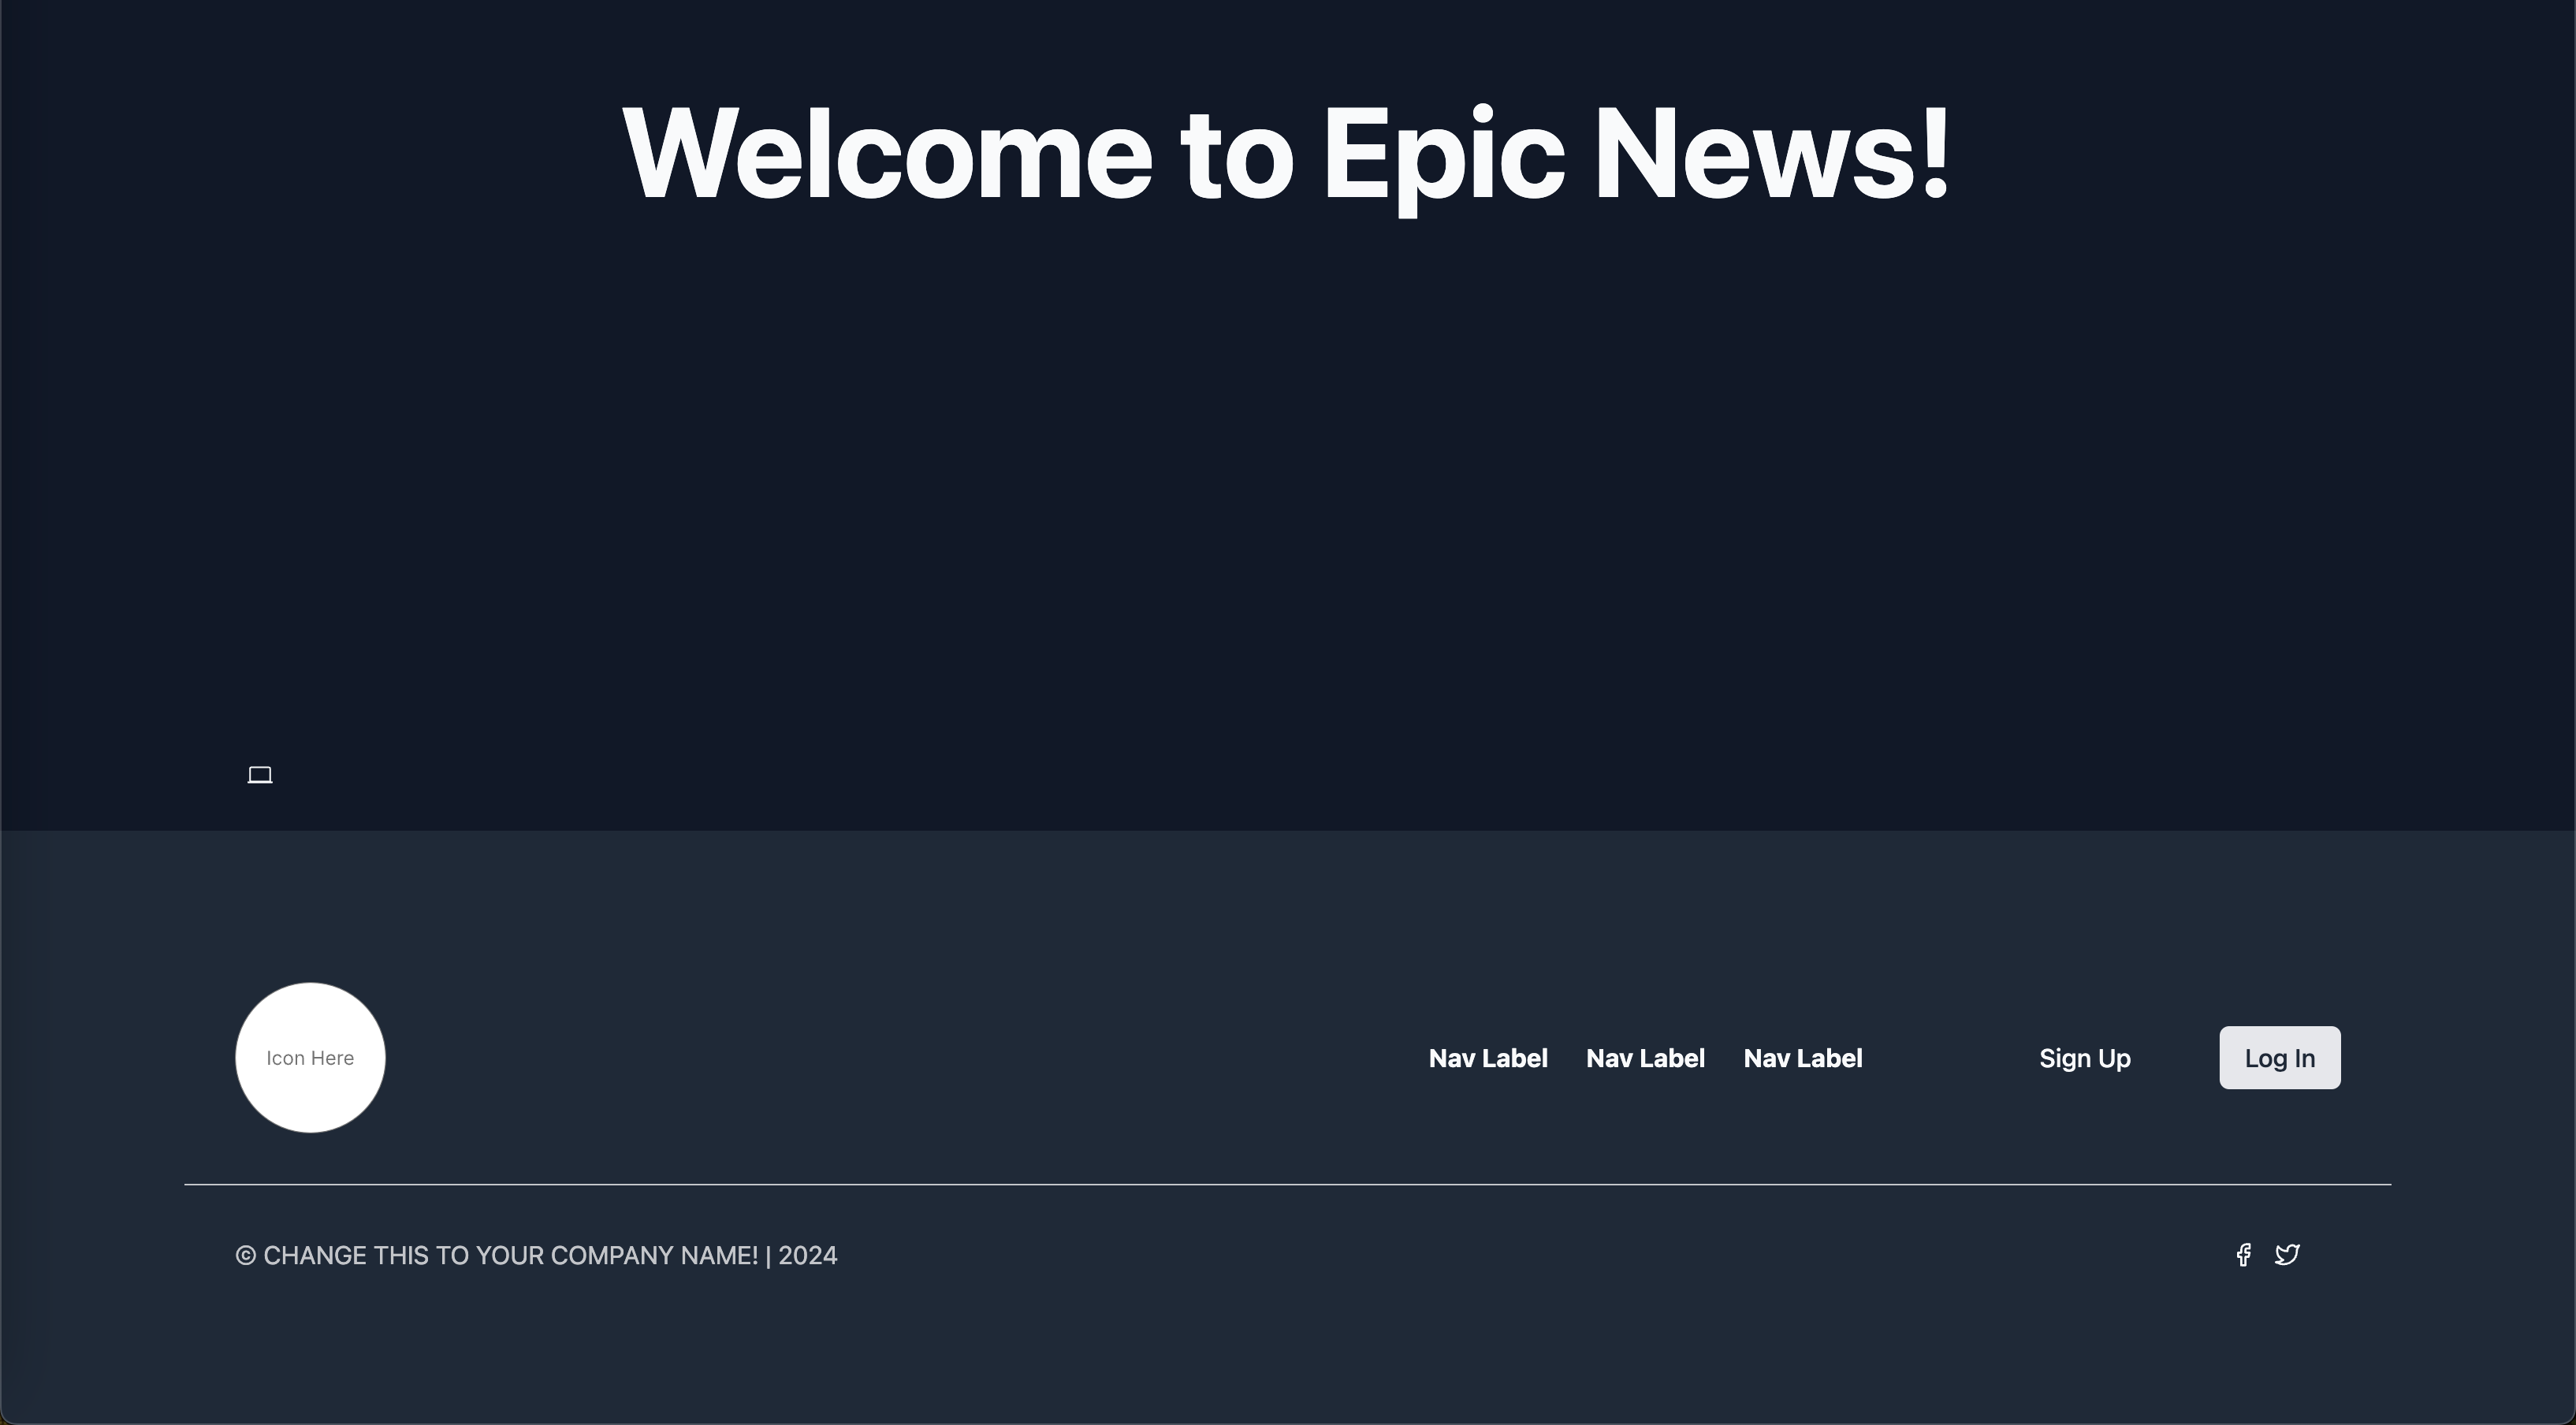 Welcome to Epic News!
Icon Here
Nav Label Nav Label Nav Label Sign Up Log In
© CHANGE THIS TO YOUR COMPANY NAME! | 2024